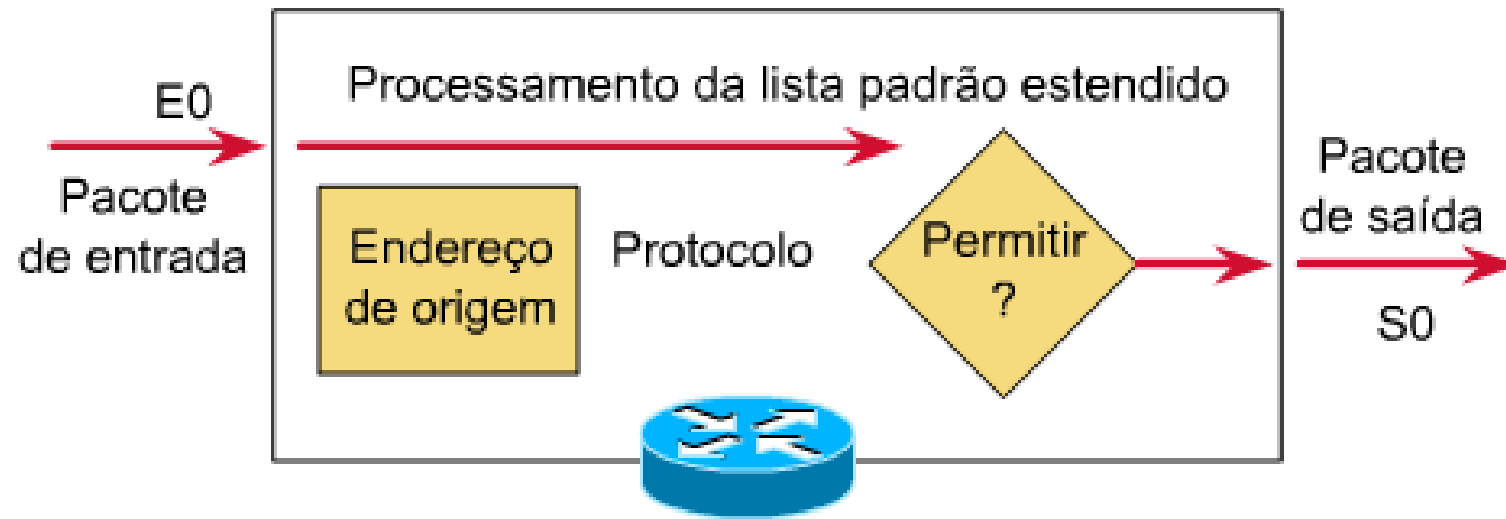 E0
Pacote
de entrada
Processamento da lista padrão estendido
Endereço
de origem
Protocolo
Permitir
?
Pacote
de saída
S0